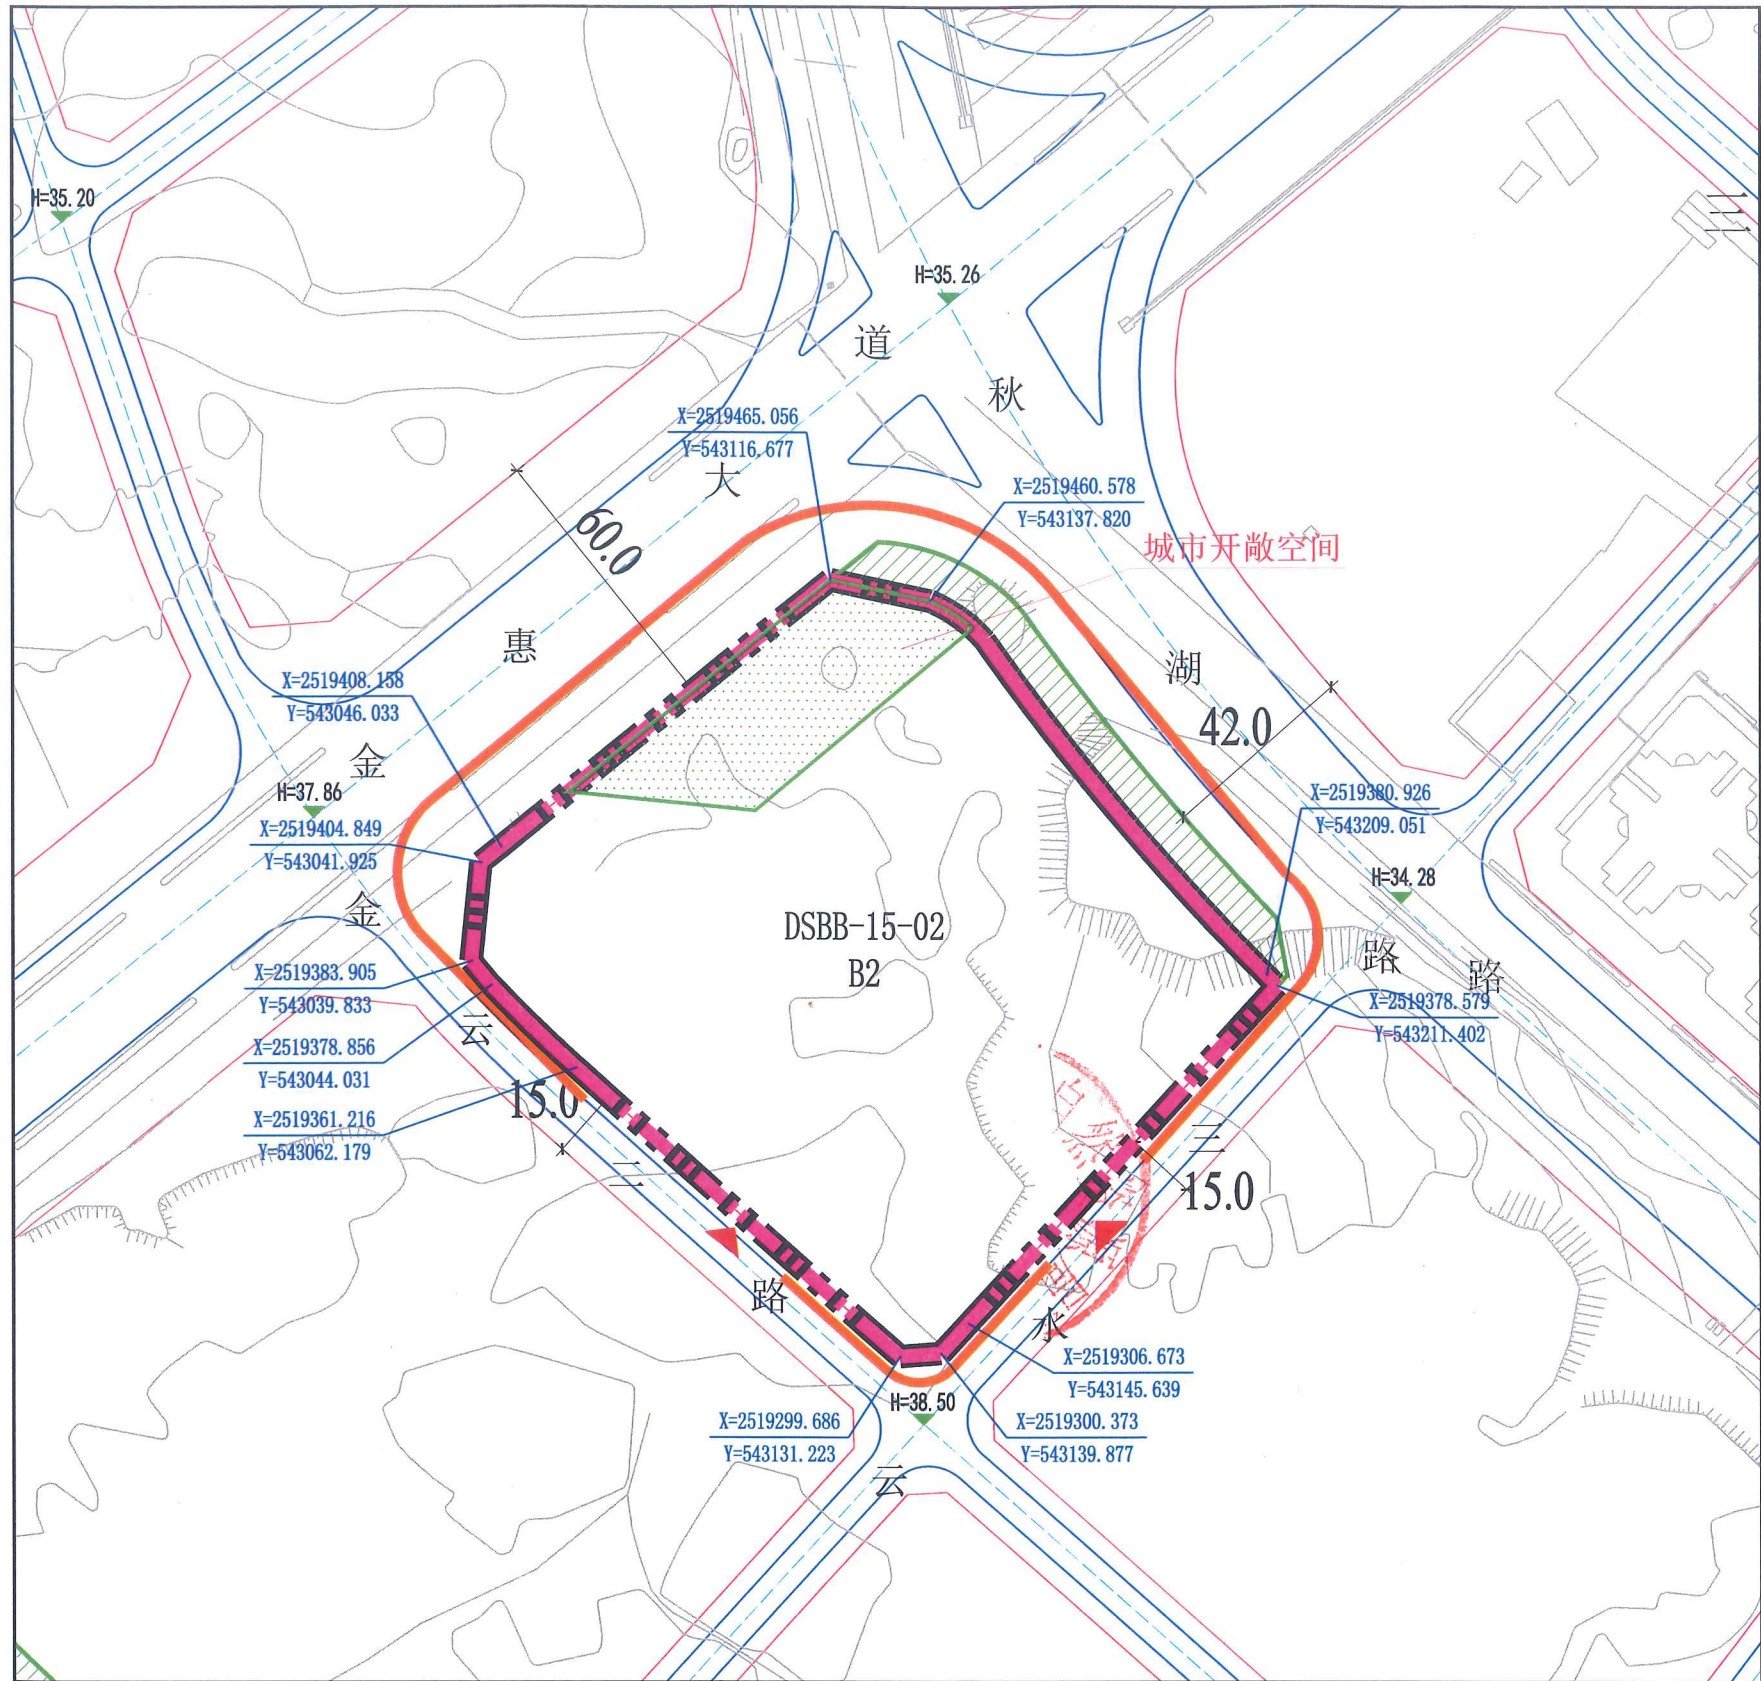 H=35.20
三
H=35.26
道
秋
X=2519465.056
Y=543116.677
大
X=2519460.578
Y=543137.820
60.0
城市开敞空间
惠
湖
X=2519408.158
Y=543046.033
42.0
金
H=37.86
X=2519380.926
Y=543209.051
X=2519404.849
Y=543041.925
H=34.28
金
DSBB-15-02
B2
路
路
X=2519383.905
Y=543039.833
X=2519378.579
Y=543211.402
云
X=2519378.856
Y=543044.031
15.0
X=2519361.216
Y=543062.179
三
二
15.0
路
水
X=2519306.673
Y=543145.639
H=38.50
X=2519299.686
Y=543131.223
X=2519300.373
Y=543139.877
云